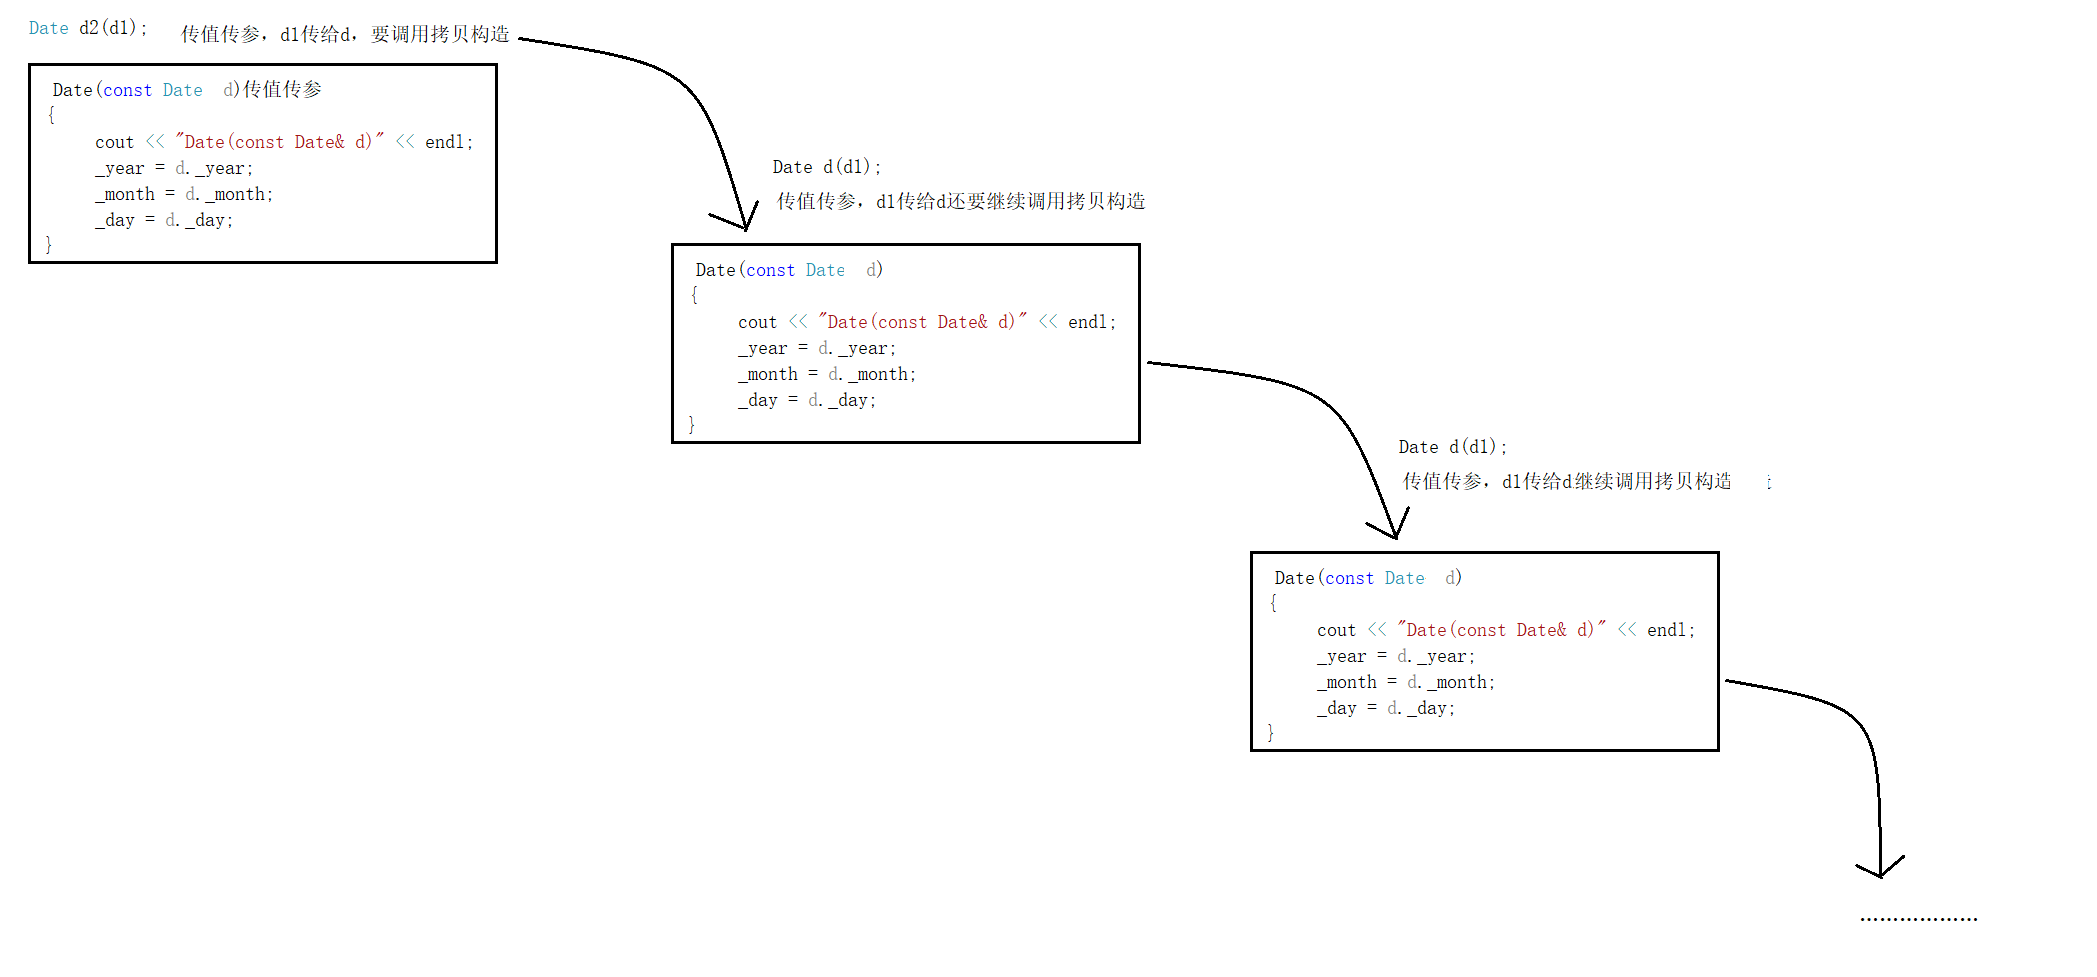 Date d2(d1);
传值传参，d1传给d，要调用拷贝构造
Date(const Date  d)传值传参
{
cout << "Date(const Date& d)" << endl;
_year = d._year;
_month = d._month;
_day = d._day;
}
Date d(d1);
传值传参，d1传给d还要继续调用拷贝构造
Date(const Date  d)
{
cout << "Date(const Date& d)" << endl;
_year = d._year;
_month = d._month;
_day = d._day;
}
Date d(d1);
传值传参，d1传给d继续调用拷贝构造
Date(const Date  d)
{
cout << "Date(const Date& d)" << endl;
_year = d._year;
_month = d._month;
_day = d._day;
}
..................